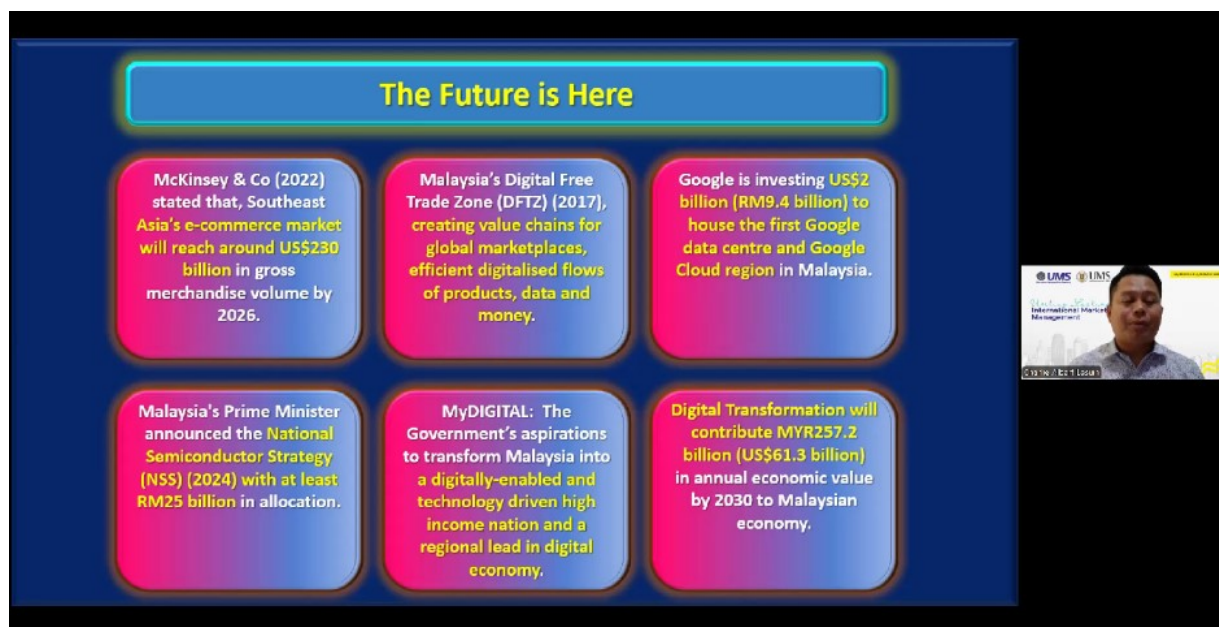 The Future is Here
McKinsey & Co (2022)
stated that, Southeast
Asia's e-commerce market
will reach around US$230
billion in gross
merchandise volume by
2026.
Malaysia's Digital Free
Trade Zone (DFTZ) (2017),
creating value chains for
global marketplaces,
efficient digitalised flows
of products, data and
money.
Google is investing US$2
billion (RM9.4 billion) to
house the first Google
data centre and Google
Cloud region in Malaysia.
Malaysia's Prime Minister
announced the National
Semiconductor Strategy
(NSS) (2024) with at least
RM25 billion in allocation.
MyDIGITAL: The
Government's aspirations
to transform Malaysia into
a digitally-enabled and
technology driven high
income nation and a
regional lead in digital
economy.
Digital Transformation will
contribute MYR257.2
billion (US$61.3 billion)
in annual economic value
by 2030 to Malaysian
economy.
UMS UMS
International Market
Management